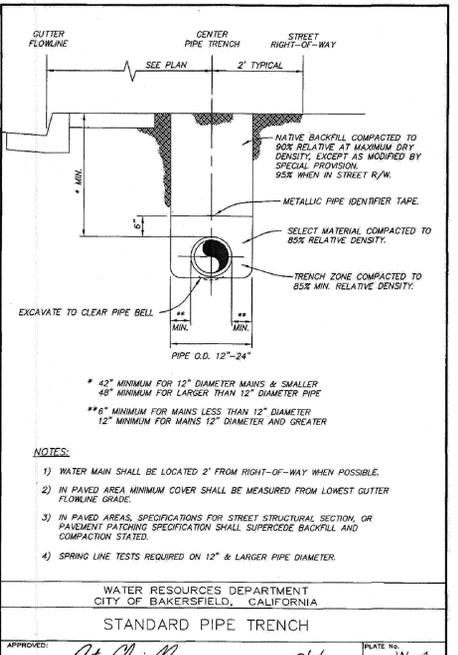 GUTTER
FLOWLINE
CENTER
PIPE TRENCH
STREET
RIGHT-OF-WAY
SEE PLAN
2' TYPICAL
* MIN.
6"
NATIVE BACKFILL COMPACTED TO
90% RELATIVE AT MAXIMUM DRY
DENSITY, EXCEPT AS MODIFIED BY
SPECIAL PROVISION.
95% WHEN IN STREET R/W.
METALLIC PIPE IDENTIFIER TAPE.
SELECT MATERIAL COMPACTED TO
85% RELATIVE DENSITY.
TRENCH ZONE COMPACTED TO
85% MIN. RELATIVE DENSITY.
EXCAVATE TO CLEAR PIPE BELL
**
MIN.
**
MIN.
PIPE O.D. 12"-24"
* 42" MINIMUM FOR 12" DIAMETER MAINS & SMALLER
48" MINIMUM FOR LARGER THAN 12" DIAMETER PIPE
**6" MINIMUM FOR MAINS LESS THAN 12" DIAMETER
12" MINIMUM FOR MAINS 12" DIAMETER AND GREATER
NOTES:
1) WATER MAIN SHALL BE LOCATED 2' FROM RIGHT-OF-WAY WHEN POSSIBLE.
2) IN PAVED AREA MINIMUM COVER SHALL BE MEASURED FROM LOWEST GUTTER
FLOWLINE GRADE.
3) IN PAVED AREAS, SPECIFICATIONS FOR STREET STRUCTURAL SECTION, OR
PAVEMENT PATCHING SPECIFICATION SHALL SUPERCEDE BACKFILL AND
COMPACTION STATED.
4) SPRING LINE TESTS REQUIRED ON 12" & LARGER PIPE DIAMETER.
WATER RESOURCES DEPARTMENT
CITY OF BAKERSFIELD, CALIFORNIA
STANDARD PIPE TRENCH
APPROVED:
PLATE No.